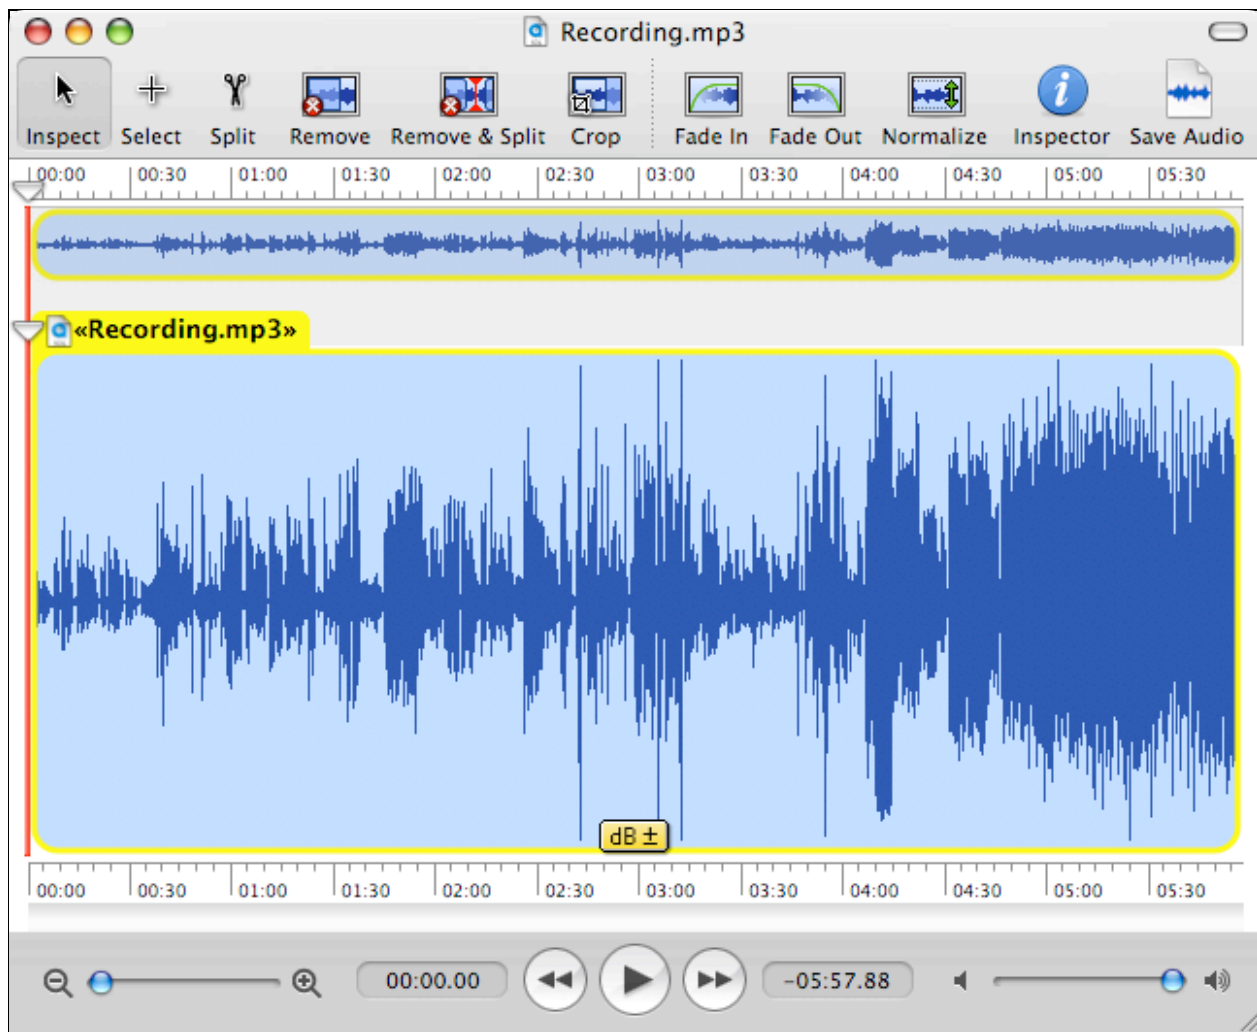 Recording.mp3
Inspect Select Split Remove Remove & Split Crop Fade In Fade Out Normalize Inspector Save Audio
00:00 00:30 01:00 01:30 02:00 02:30 03:00 03:30 04:00 04:30 05:00 05:30
«Recording.mp3»
dB ±
00:00 00:30 01:00 01:30 02:00 02:30 03:00 03:30 04:00 04:30 05:00 05:30
00:00.00 -05:57.88